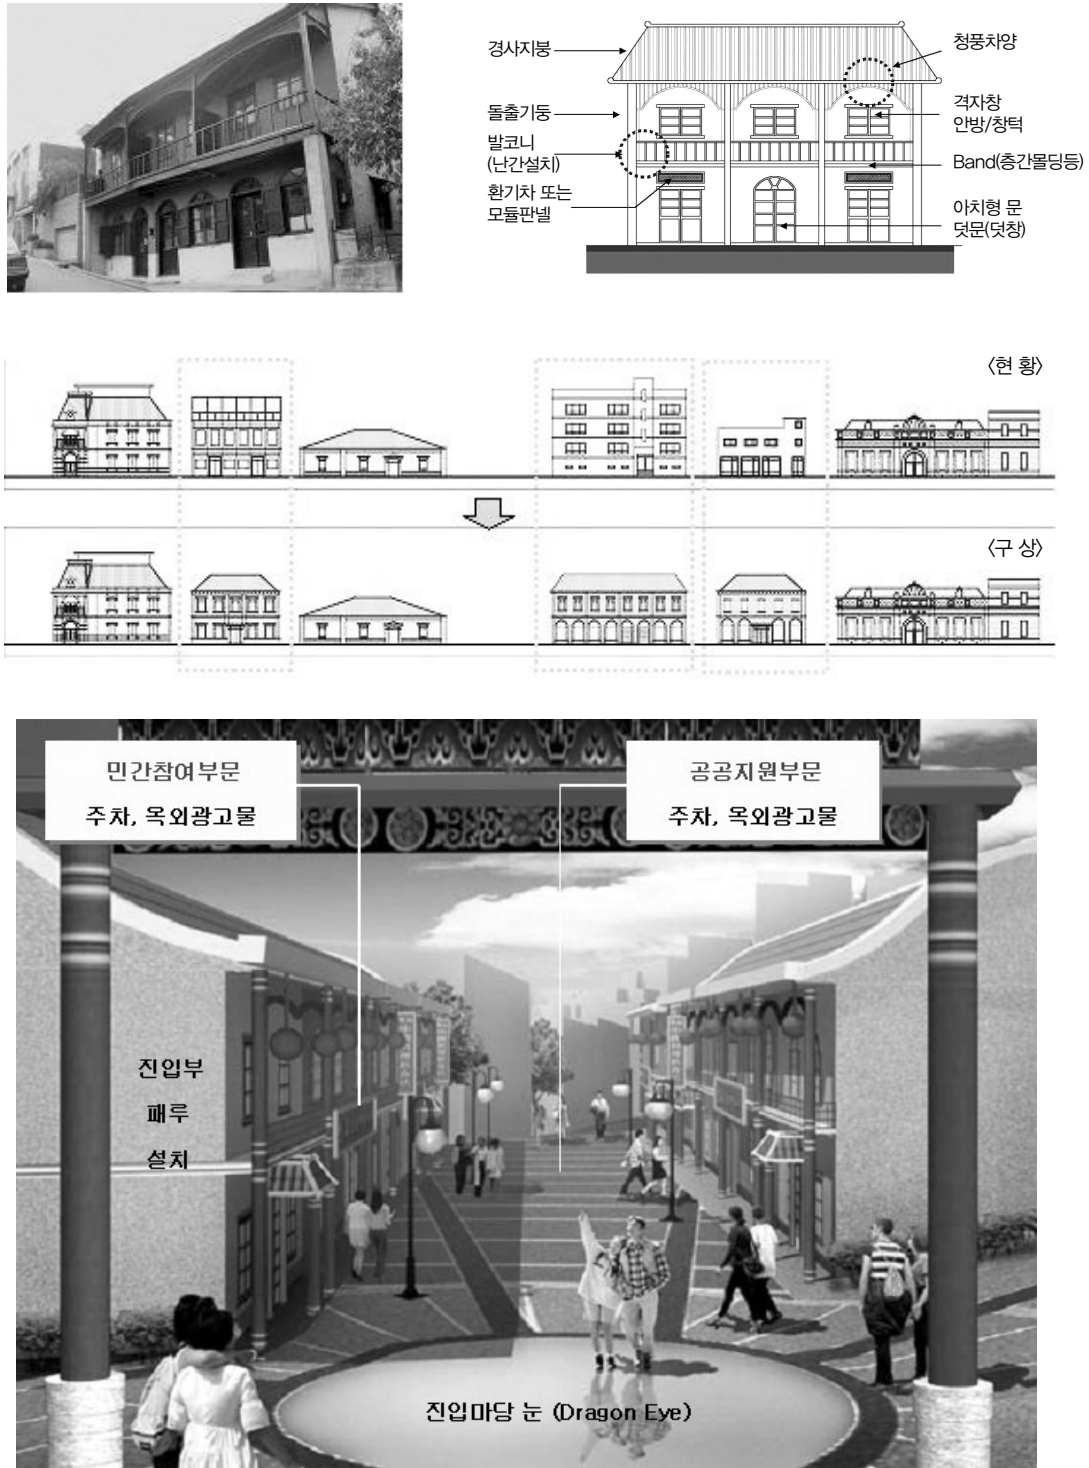 경사지붕
돌출기둥
발코니
(난간설치)
환기차 또는
모듈판넬
청풍차양
격자창
안방/창턱
Band(층간몰딩등)
아치형 문
덧문(덧창)
〈현 황〉
〈구 상〉
민간참여부문
주차, 옥외광고물
공공지원부문
주차, 옥외광고물
진입부
패루
설치
진입마당 눈 (Dragon Eye)